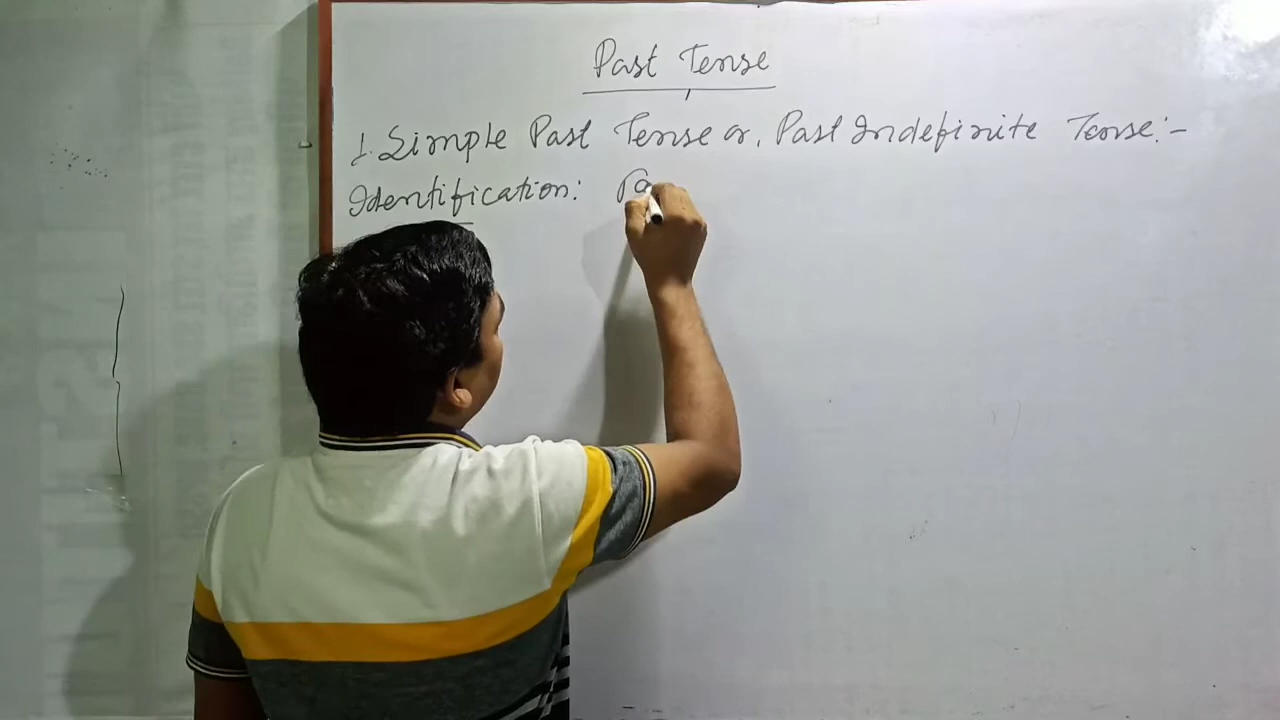 Past Tense
1. Simple Past Tense or, Past Indefinite Tense:-
Identification: